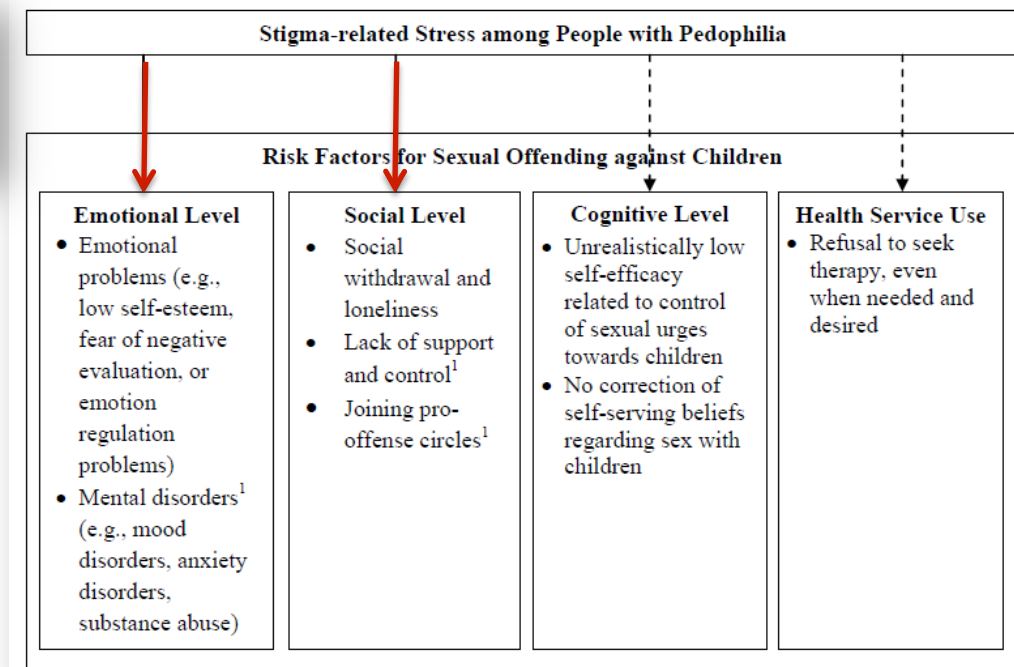 Stigma-related Stress among People with Pedophilia
Risk Factors for Sexual Offending against Children
Emotional Level
• Emotional
problems (e.g.,
low self-esteem,
fear of negative
evaluation, or
emotion
regulation
problems)
• Mental disorders¹
(e.g., mood
disorders, anxiety
disorders,
substance abuse)
Social Level
• Social
withdrawal and
loneliness
• Lack of support
and control¹
• Joining pro-
offense circles¹
Cognitive Level
• Unrealistically low
self-efficacy
related to control
of sexual urges
towards children
• No correction of
self-serving beliefs
regarding sex with
children
Health Service Use
• Refusal to seek
therapy, even
when needed and
desired